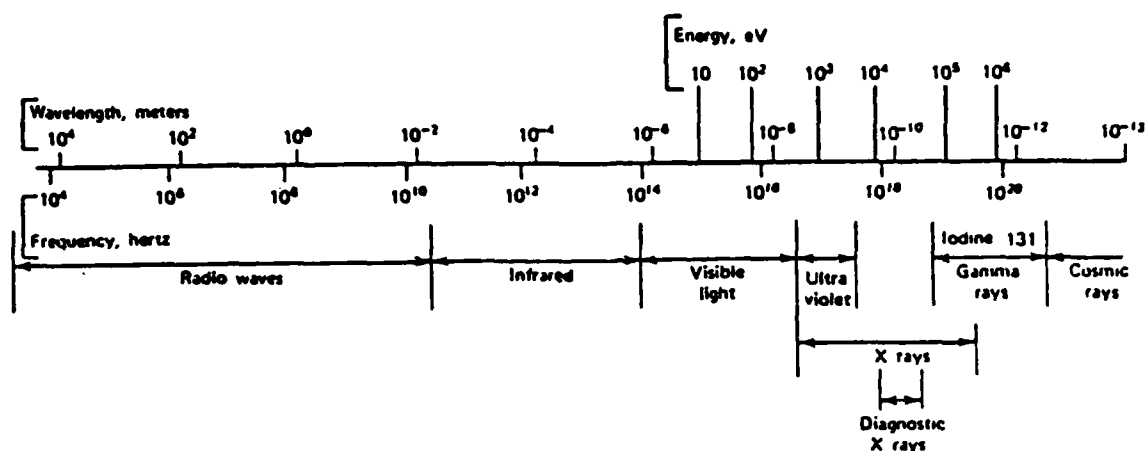 Energy, eV
10 10² 10³ 10⁴ 10⁵ 10⁶
Wavelength, meters
10⁴ 10² 10⁰ 10⁻² 10⁻⁴ 10⁻⁶ 10⁻⁸ 10⁻¹⁰ 10⁻¹² 10⁻¹³
10⁴ 10⁶ 10⁸ 10¹⁰ 10¹² 10¹⁴ 10¹⁶ 10¹⁸ 10²⁰
Frequency, hertz
Radio waves
Infrared
Visible
light
Ultra
violet
Iodine 131
Gamma
rays
Cosmic
rays
X rays
Diagnostic
X rays